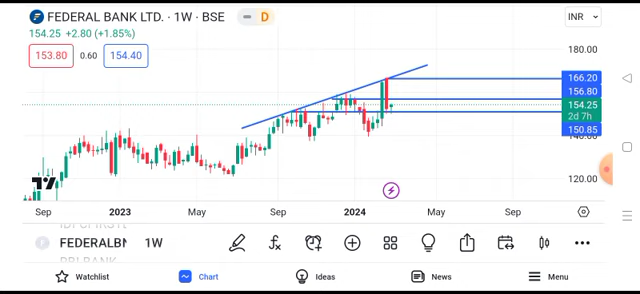 FEDERAL BANK LTD. · 1W · BSE
D
INR
154.25 +2.80 (+1.85%)
153.80
0.60
154.40
180.00
166.20
156.80
154.25
2d 7h
150.85
140.00
120.00
Sep
2023
May
Sep
2024
May
Sep
FEDERALBN
1W
Watchlist
Chart
Ideas
News
Menu